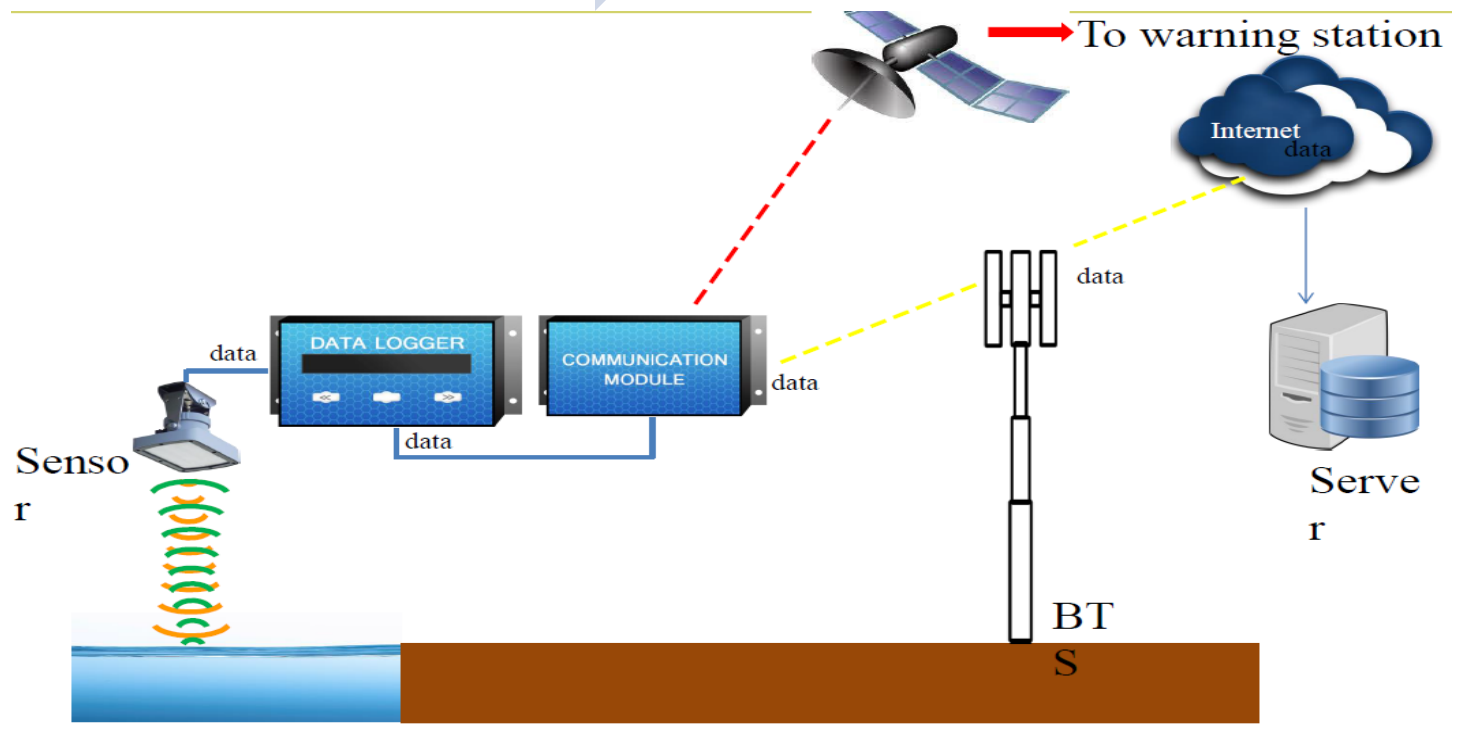 To warning station
Internet
data
data
data
DATA LOGGER
COMMUNICATION
MODULE
data
data
Senso
r
Serve
r
BT
S